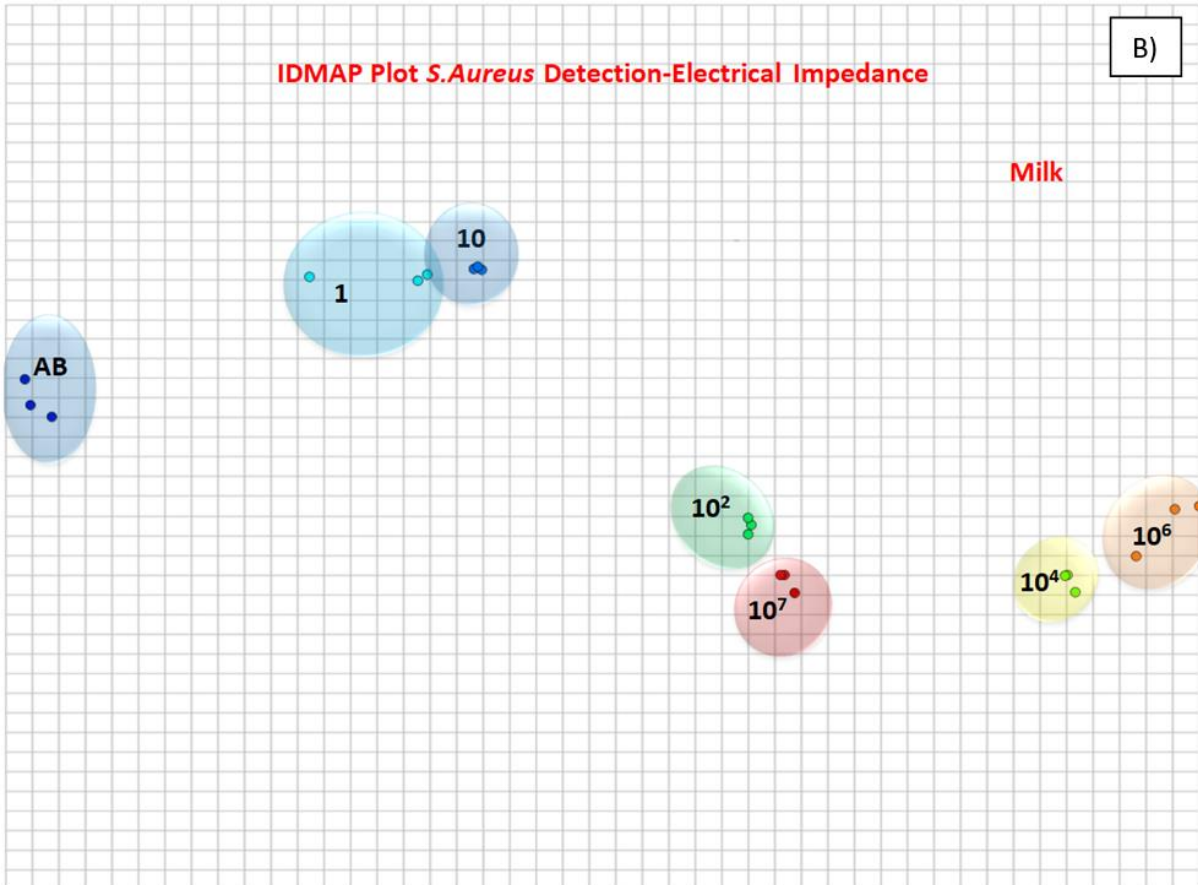 B)
IDMAP Plot S.Aureus Detection-Electrical Impedance
Milk
10
1
AB
10²
10⁶
10⁴
10⁷